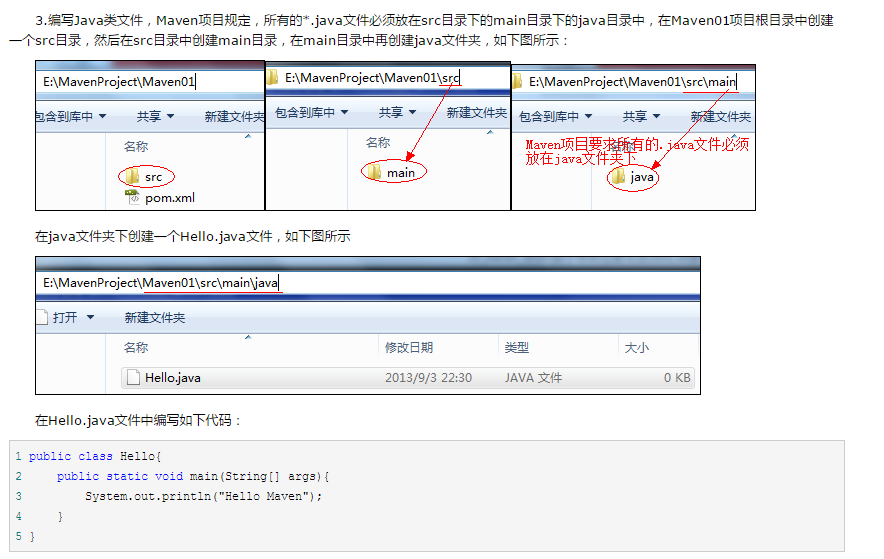 3.编写Java类文件，Maven项目规定，所有的*.java文件必须放在src目录下的main目录下的java目录中，在Maven01项目根目录中创建
一个src目录，然后在src目录中创建main目录，在main目录中再创建java文件夹，如下图所示：
E:\MavenProject\Maven01
包含到库中 共享 新建文件夹
名称
src
pom.xml
E:\MavenProject\Maven01\src
包含到库中 共享 新建文件夹
名称
main
E:\MavenProject\Maven01\src\main
包含到库中 共享 新建文件夹
Maven项目要求所有的.java文件必须
放在java文件夹下
java
在java文件夹下创建一个Hello.java文件，如下图所示
E:\MavenProject\Maven01\src\main\java
打开 新建文件夹
名称 修改日期 类型 大小
Hello.java 2013/9/3 22:30 JAVA 文件 0 KB
在Hello.java文件中编写如下代码：
1 public class Hello{
2 public static void main(String[] args){
3 System.out.println("Hello Maven");
4 }
5 }